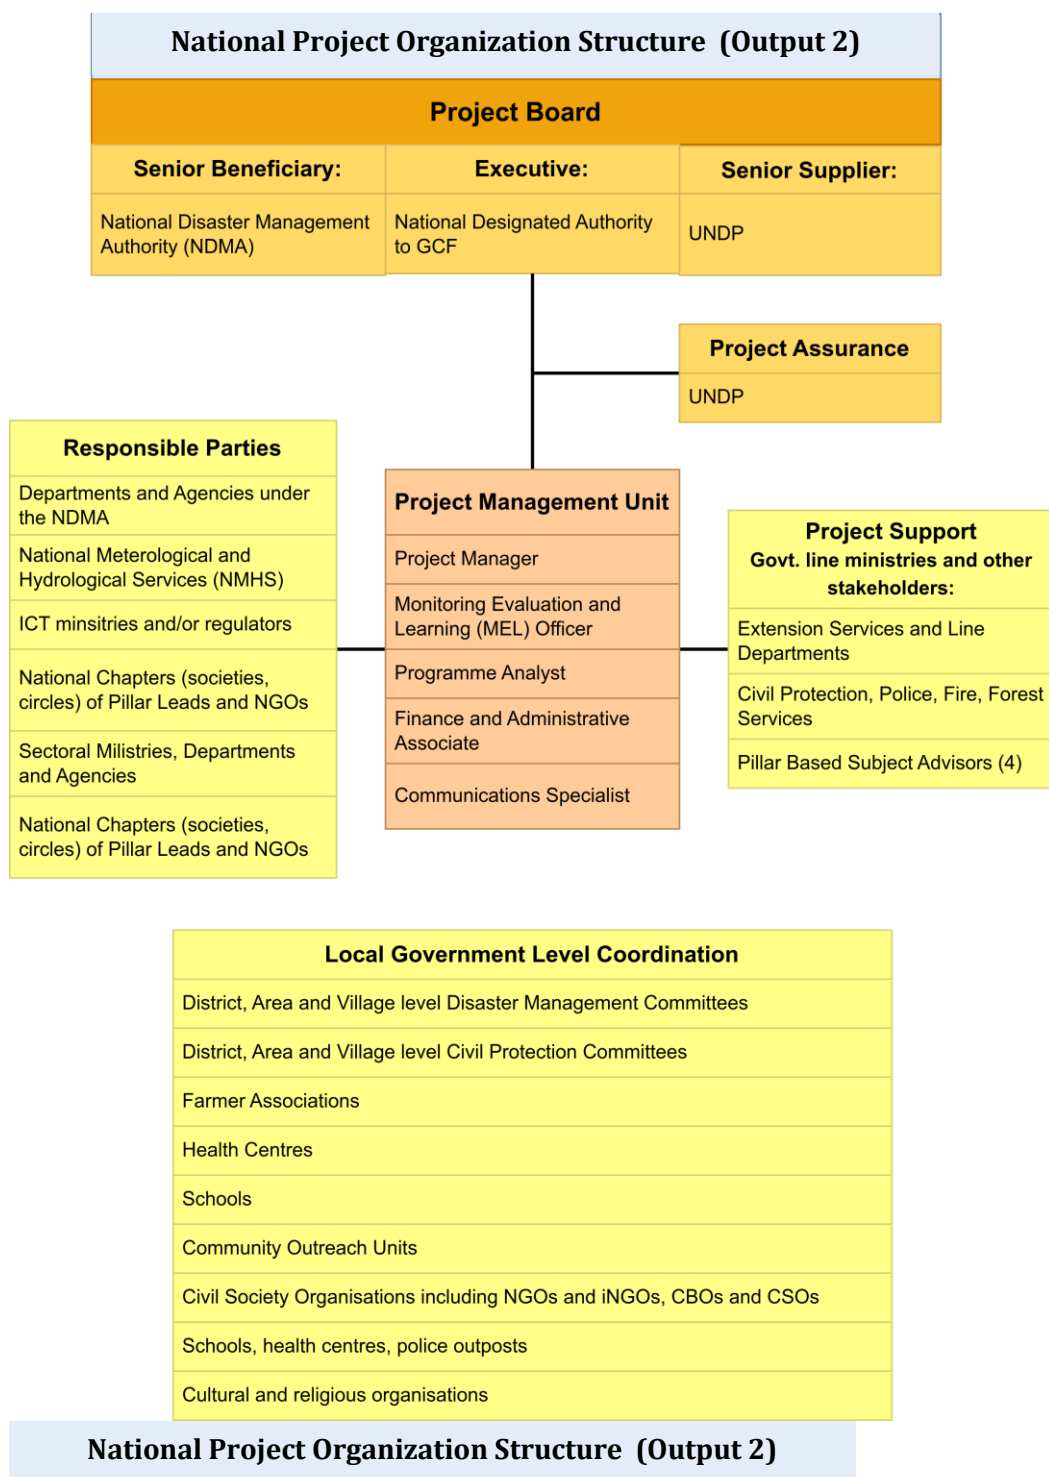 National Project Organization Structure (Output 2)
Project Board
Senior Beneficiary:
Executive:
Senior Supplier:
National Disaster Management
Authority (NDMA)
National Designated Authority
to GCF
UNDP
Project Assurance
UNDP
Responsible Parties
Departments and Agencies under
the NDMA
National Meterological and
Hydrological Services (NMHS)
ICT minsitries and/or regulators
National Chapters (societies,
circles) of Pillar Leads and NGOs
Sectoral Milistries, Departments
and Agencies
National Chapters (societies,
circles) of Pillar Leads and NGOs
Project Management Unit
Project Manager
Monitoring Evaluation and
Learning (MEL) Officer
Programme Analyst
Finance and Administrative
Associate
Communications Specialist
Project Support
Govt. line ministries and other
stakeholders:
Extension Services and Line
Departments
Civil Protection, Police, Fire, Forest
Services
Pillar Based Subject Advisors (4)
Local Government Level Coordination
District, Area and Village level Disaster Management Committees
District, Area and Village level Civil Protection Committees
Farmer Associations
Health Centres
Schools
Community Outreach Units
Civil Society Organisations including NGOs and iNGOs, CBOs and CSOs
Schools, health centres, police outposts
Cultural and religious organisations
National Project Organization Structure (Output 2)